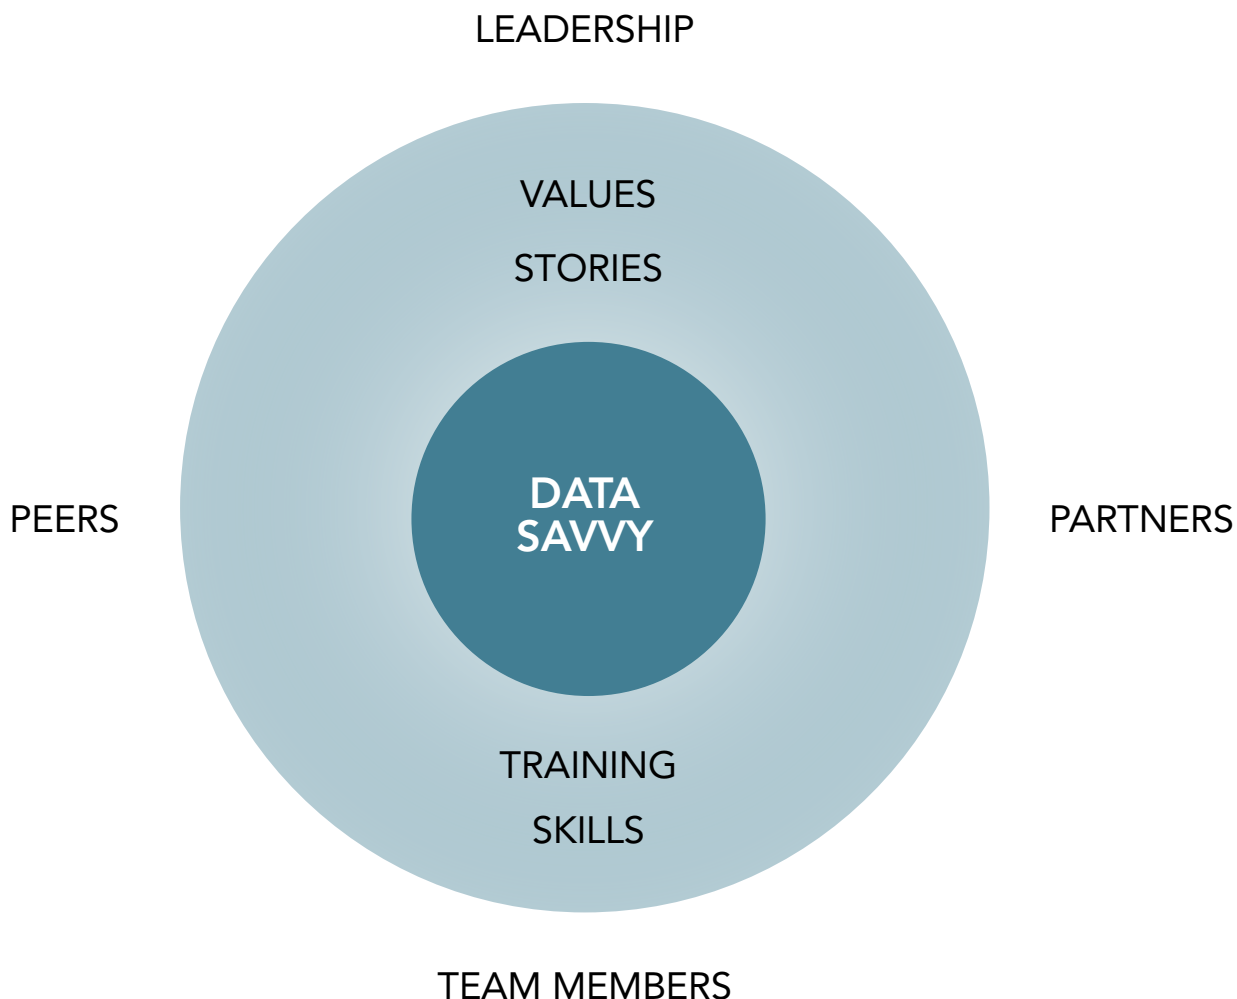 LEADERSHIP
VALUES
STORIES
DATA
SAVVY
PEERS
PARTNERS
TRAINING
SKILLS
TEAM MEMBERS